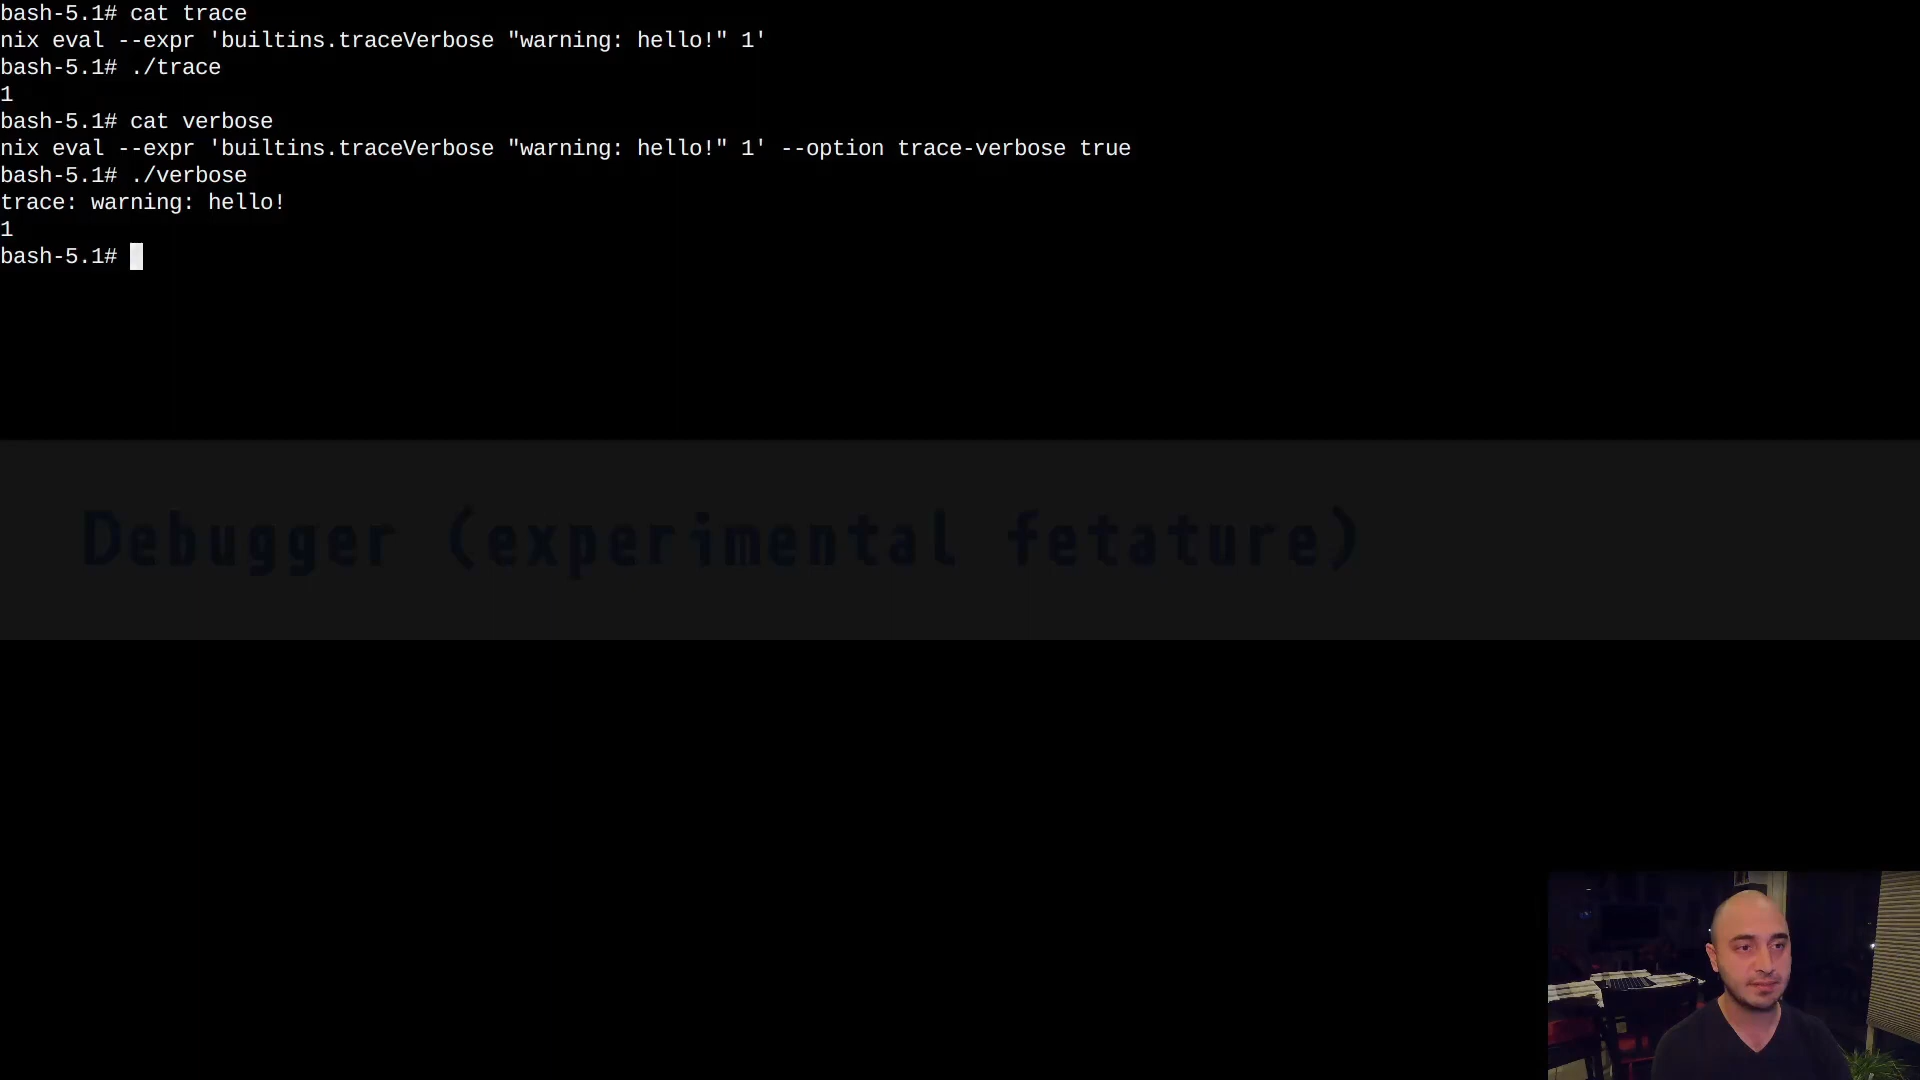 bash-5.1# cat trace
nix eval --expr 'builtins.traceVerbose "warning: hello!" 1'
bash-5.1# ./trace
1
bash-5.1# cat verbose
nix eval --expr 'builtins.traceVerbose "warning: hello!" 1' --option trace-verbose true
bash-5.1# ./verbose
trace: warning: hello!
1
bash-5.1#
Debugger (experimental fetature)